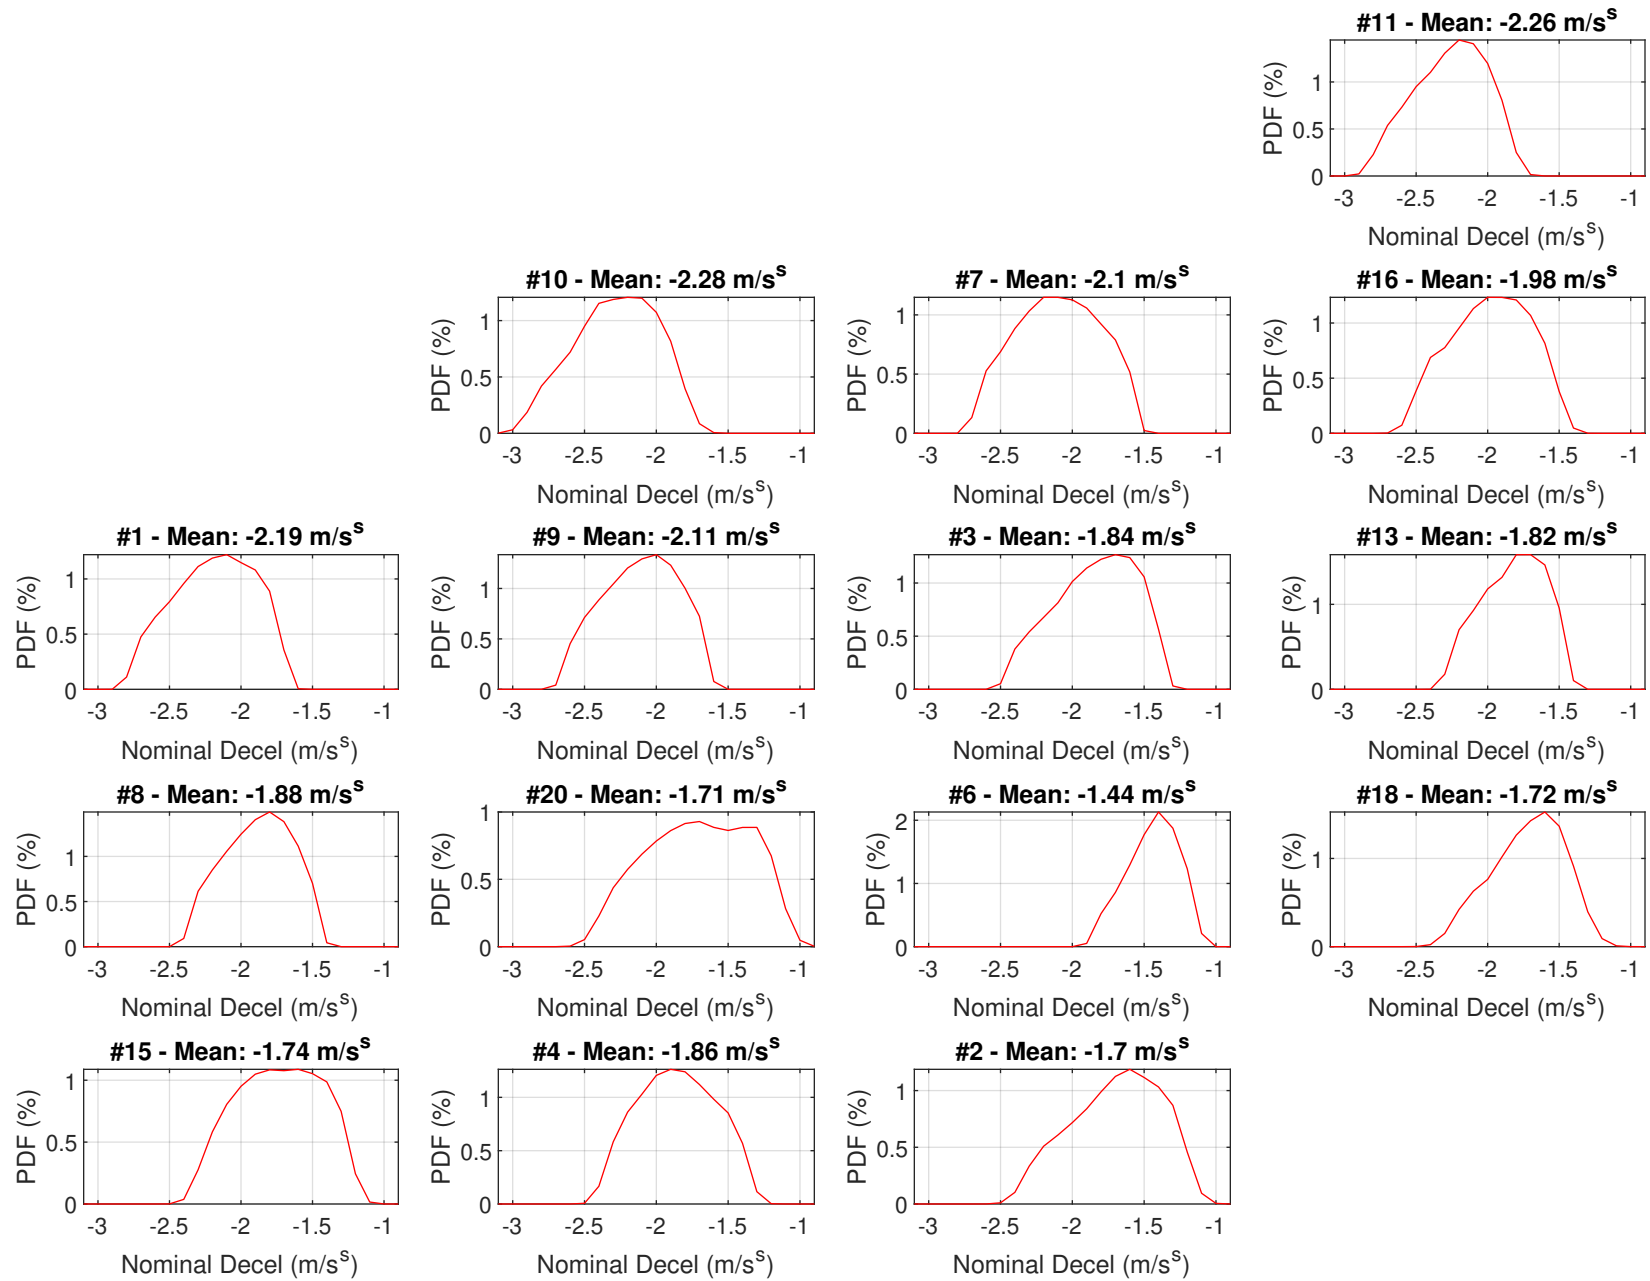 #11 - Mean: -2.26 m/s^s
PDF (%)
1
0.5
0
-3 -2.5 -2 -1.5 -1
Nominal Decel (m/s^s)
#10 - Mean: -2.28 m/s^s
PDF (%)
1
0.5
0
-3 -2.5 -2 -1.5 -1
Nominal Decel (m/s^s)
#7 - Mean: -2.1 m/s^s
PDF (%)
1
0.5
0
-3 -2.5 -2 -1.5 -1
Nominal Decel (m/s^s)
#16 - Mean: -1.98 m/s^s
PDF (%)
1
0.5
0
-3 -2.5 -2 -1.5 -1
Nominal Decel (m/s^s)
#1 - Mean: -2.19 m/s^s
PDF (%)
1
0.5
0
-3 -2.5 -2 -1.5 -1
Nominal Decel (m/s^s)
#9 - Mean: -2.11 m/s^s
PDF (%)
1
0.5
0
-3 -2.5 -2 -1.5 -1
Nominal Decel (m/s^s)
#3 - Mean: -1.84 m/s^s
PDF (%)
1
0.5
0
-3 -2.5 -2 -1.5 -1
Nominal Decel (m/s^s)
#13 - Mean: -1.82 m/s^s
PDF (%)
1
0
-3 -2.5 -2 -1.5 -1
Nominal Decel (m/s^s)
#8 - Mean: -1.88 m/s^s
PDF (%)
1
0.5
0
-3 -2.5 -2 -1.5 -1
Nominal Decel (m/s^s)
#20 - Mean: -1.71 m/s^s
PDF (%)
1
0.5
0
-3 -2.5 -2 -1.5 -1
Nominal Decel (m/s^s)
#6 - Mean: -1.44 m/s^s
PDF (%)
2
1
0
-3 -2.5 -2 -1.5 -1
Nominal Decel (m/s^s)
#18 - Mean: -1.72 m/s^s
PDF (%)
1
0
-3 -2.5 -2 -1.5 -1
Nominal Decel (m/s^s)
#15 - Mean: -1.74 m/s^s
PDF (%)
1
0.5
0
-3 -2.5 -2 -1.5 -1
Nominal Decel (m/s^s)
#4 - Mean: -1.86 m/s^s
PDF (%)
1
0.5
0
-3 -2.5 -2 -1.5 -1
Nominal Decel (m/s^s)
#2 - Mean: -1.7 m/s^s
PDF (%)
1
0.5
0
-3 -2.5 -2 -1.5 -1
Nominal Decel (m/s^s)